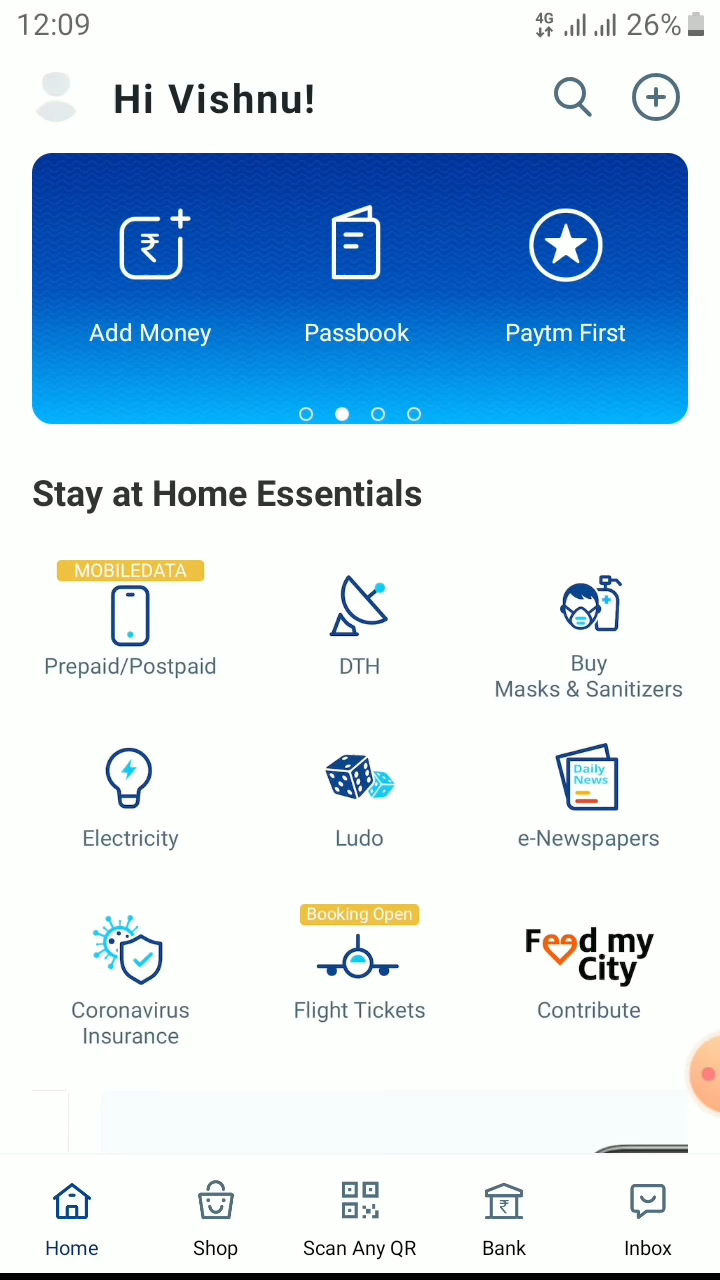 12:09
4G
26%
Hi Vishnu!
Add Money
Passbook
Paytm First
Stay at Home Essentials
MOBILEDATA
Prepaid/Postpaid
DTH
Buy
Masks & Sanitizers
Daily
News
Electricity
Ludo
e-Newspapers
Booking Open
Feed my
City
Coronavirus
Insurance
Flight Tickets
Contribute
Home
Shop
Scan Any QR
Bank
Inbox